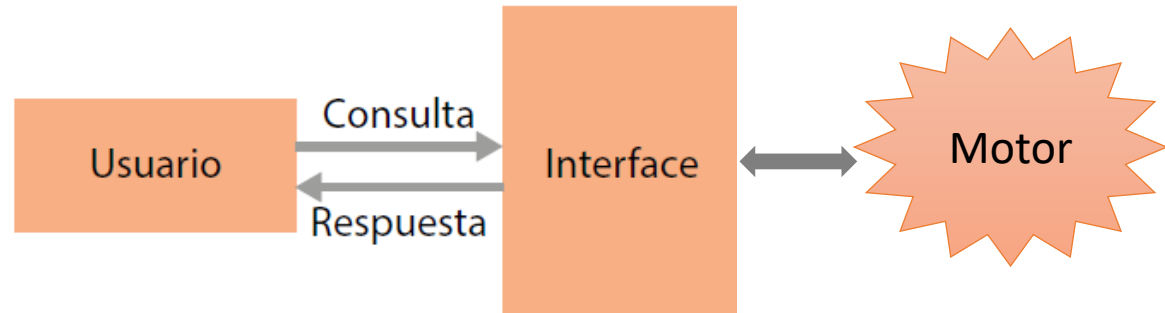 Usuario
Consulta
Respuesta
Interface
Motor